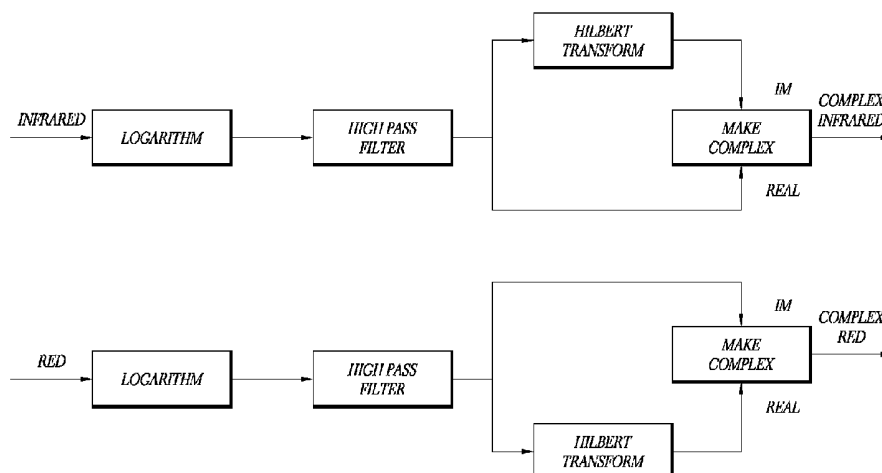 HILBERT
TRANSFORM
INFRARED
LOGARITHM
HIGH PASS
FILTER
IM
MAKE
COMPLEX
COMPLEX
INFRARED
REAL
RED
LOGARITHM
HIGH PASS
FILTER
IM
MAKE
COMPLEX
COMPLEX
RED
REAL
HILBERT
TRANSFORM